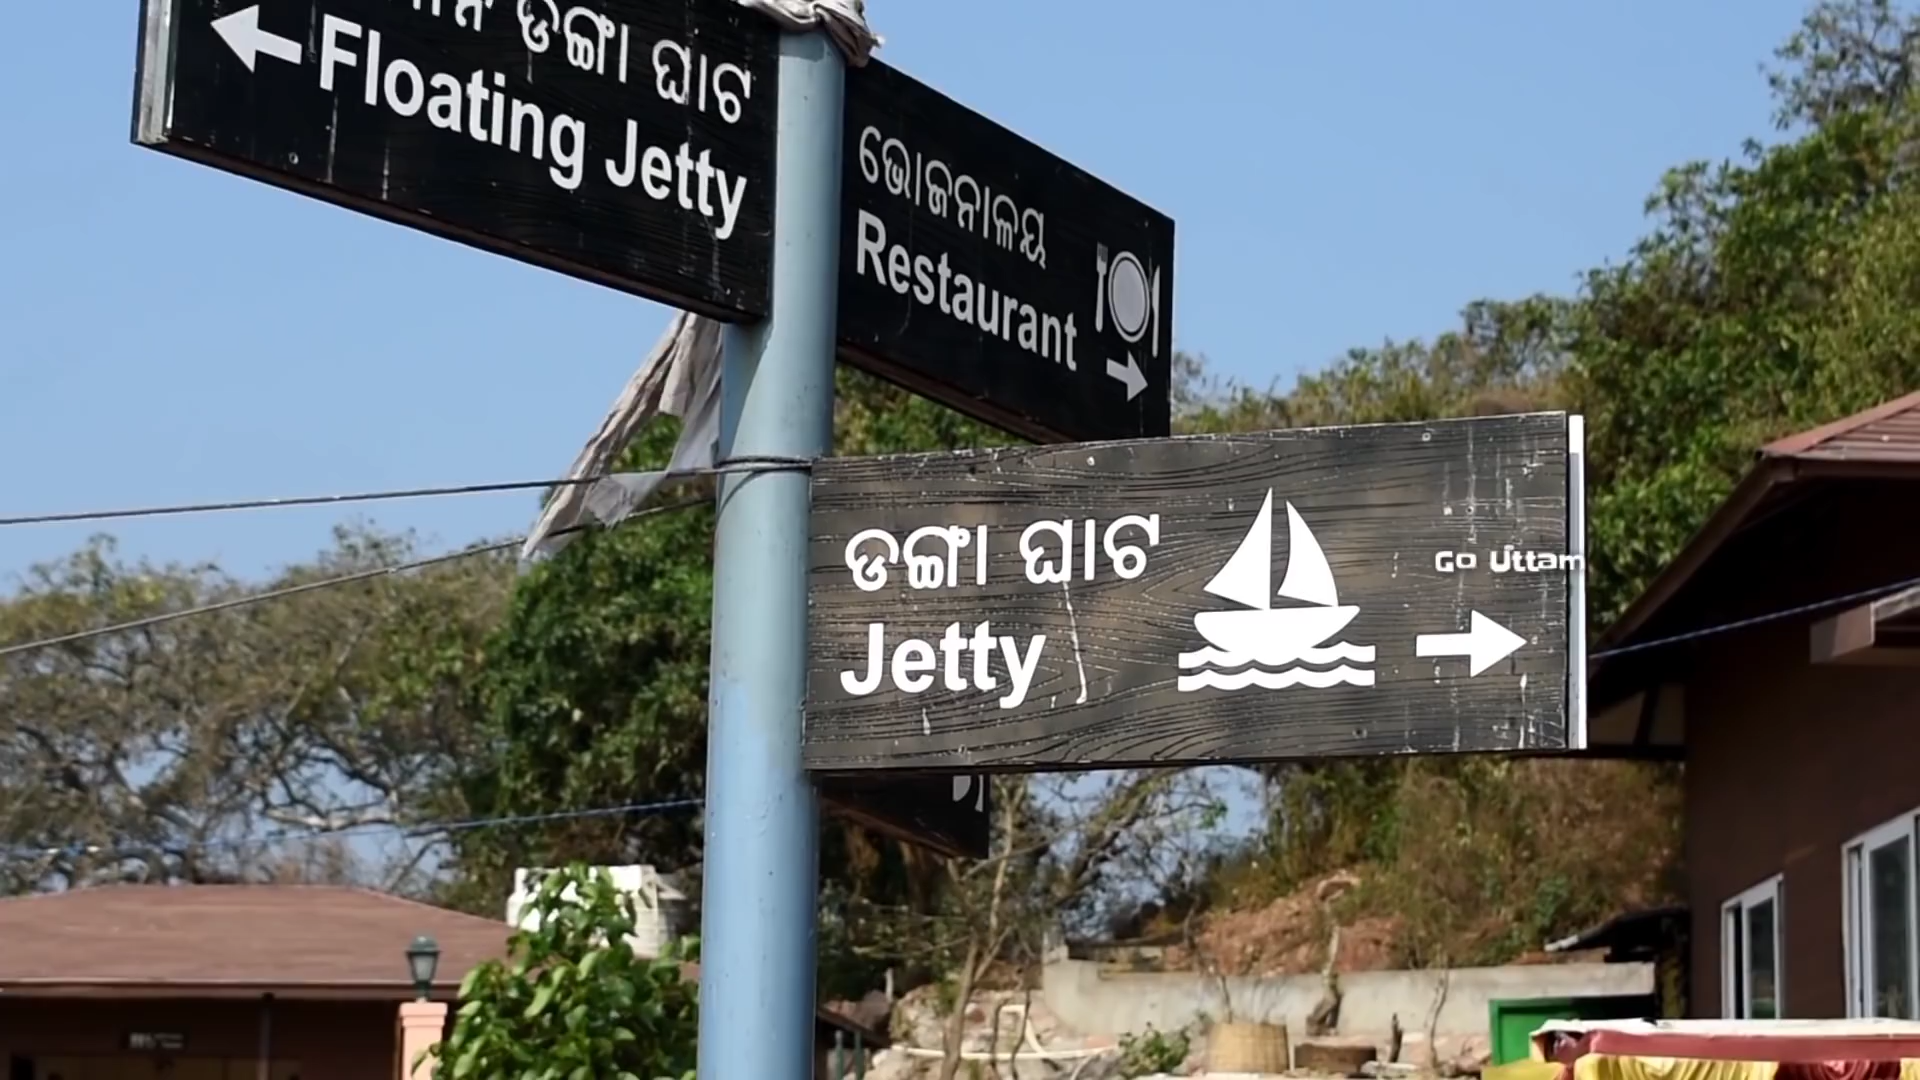 ଡଙ୍ଗା ଘାଟ
Floating Jetty
ଭୋଜନାଳୟ
Restaurant
ଡଙ୍ଗା ଘାଟ
Jetty
Go Uttam